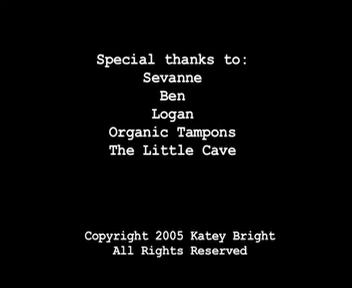 Special thanks to:
Sevanne
Ben
Logan
Organic Tampons
The Little Cave
Copyright 2005 Katey Bright
All Rights Reserved